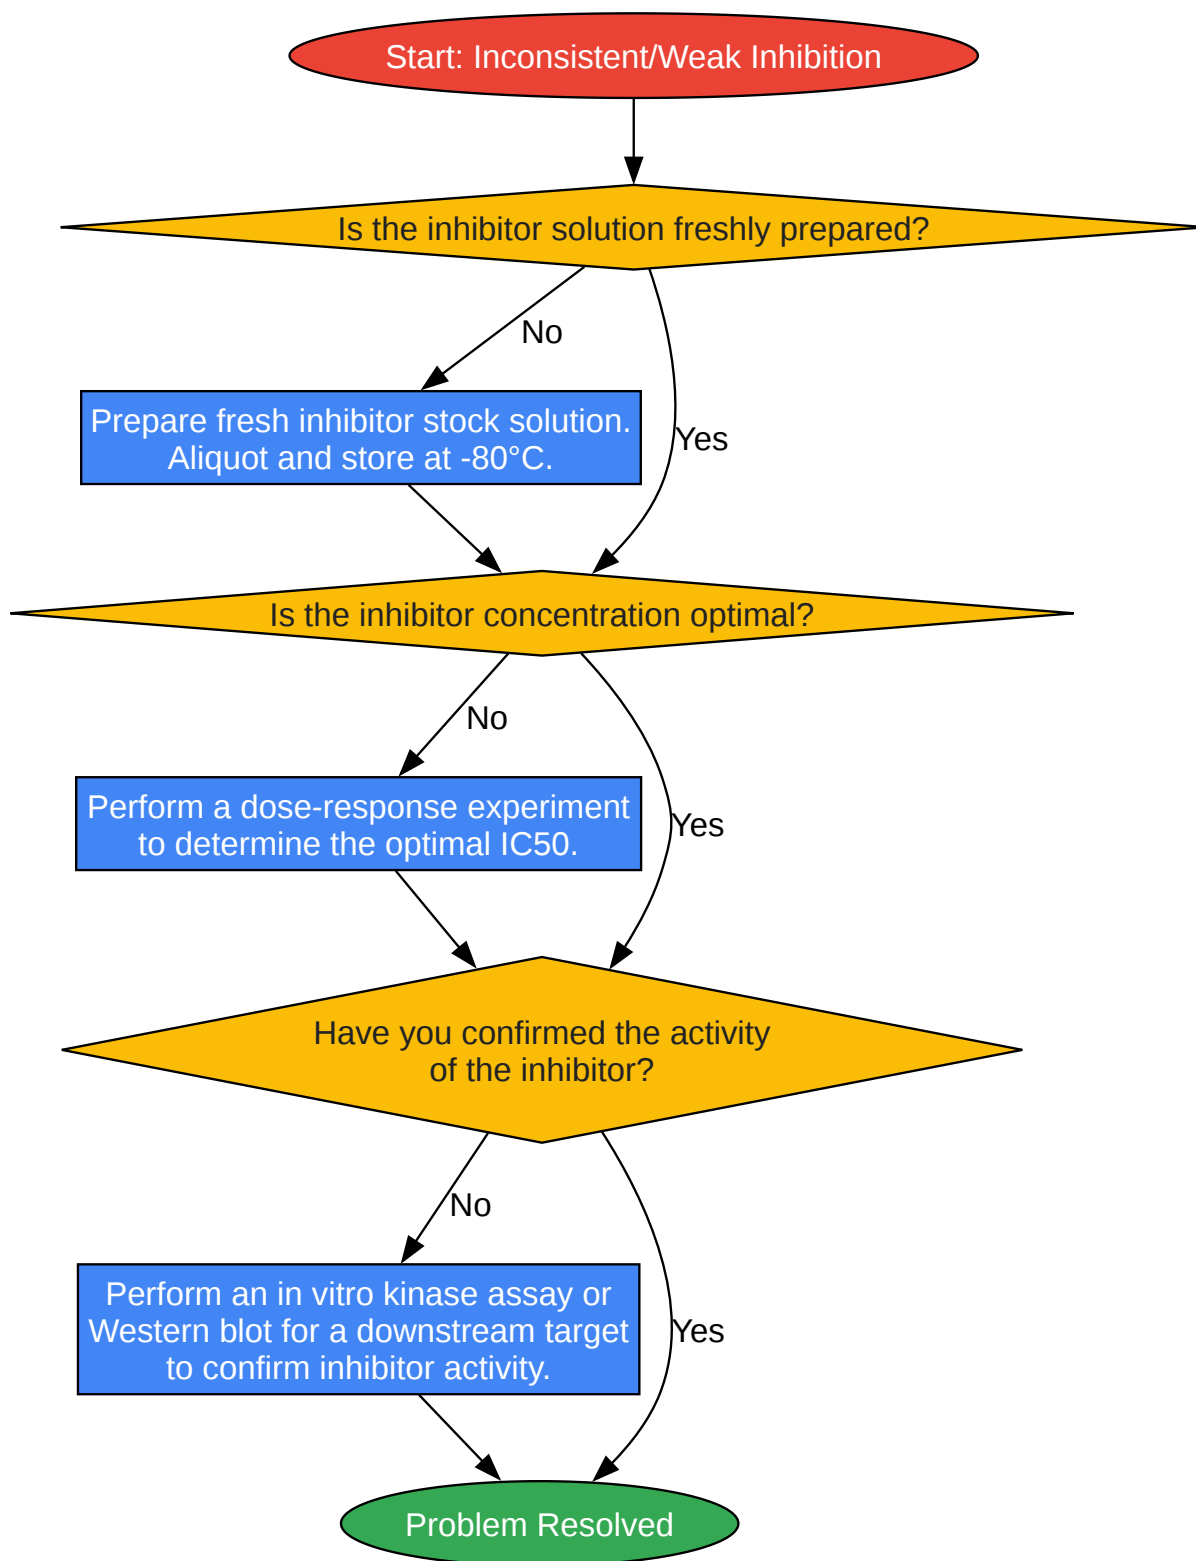 Start: Inconsistent/Weak Inhibition
Is the inhibitor solution freshly prepared?
No
Prepare fresh inhibitor stock solution.
Aliquot and store at -80°C.
Yes
Is the inhibitor concentration optimal?
No
Perform a dose-response experiment
to determine the optimal IC50.
Yes
Have you confirmed the activity
of the inhibitor?
No
Perform an in vitro kinase assay or
Western blot for a downstream target
to confirm inhibitor activity.
Yes
Problem Resolved